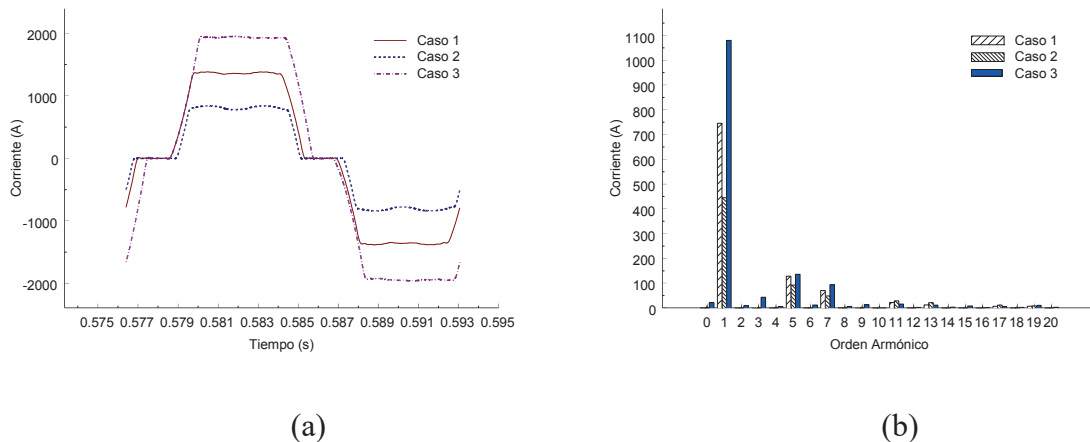 2000
1000
0
-1000
-2000
Corriente (A)
Caso 1
Caso 2
Caso 3
0.575 0.577 0.579 0.581 0.583 0.585 0.587 0.589 0.591 0.593 0.595
Tiempo (s)
(a)
1100
1000
900
800
700
600
500
400
300
200
100
0
Corriente (A)
Caso 1
Caso 2
Caso 3
0 1 2 3 4 5 6 7 8 9 10 11 12 13 14 15 16 17 18 19 20
Orden Armónico
(b)